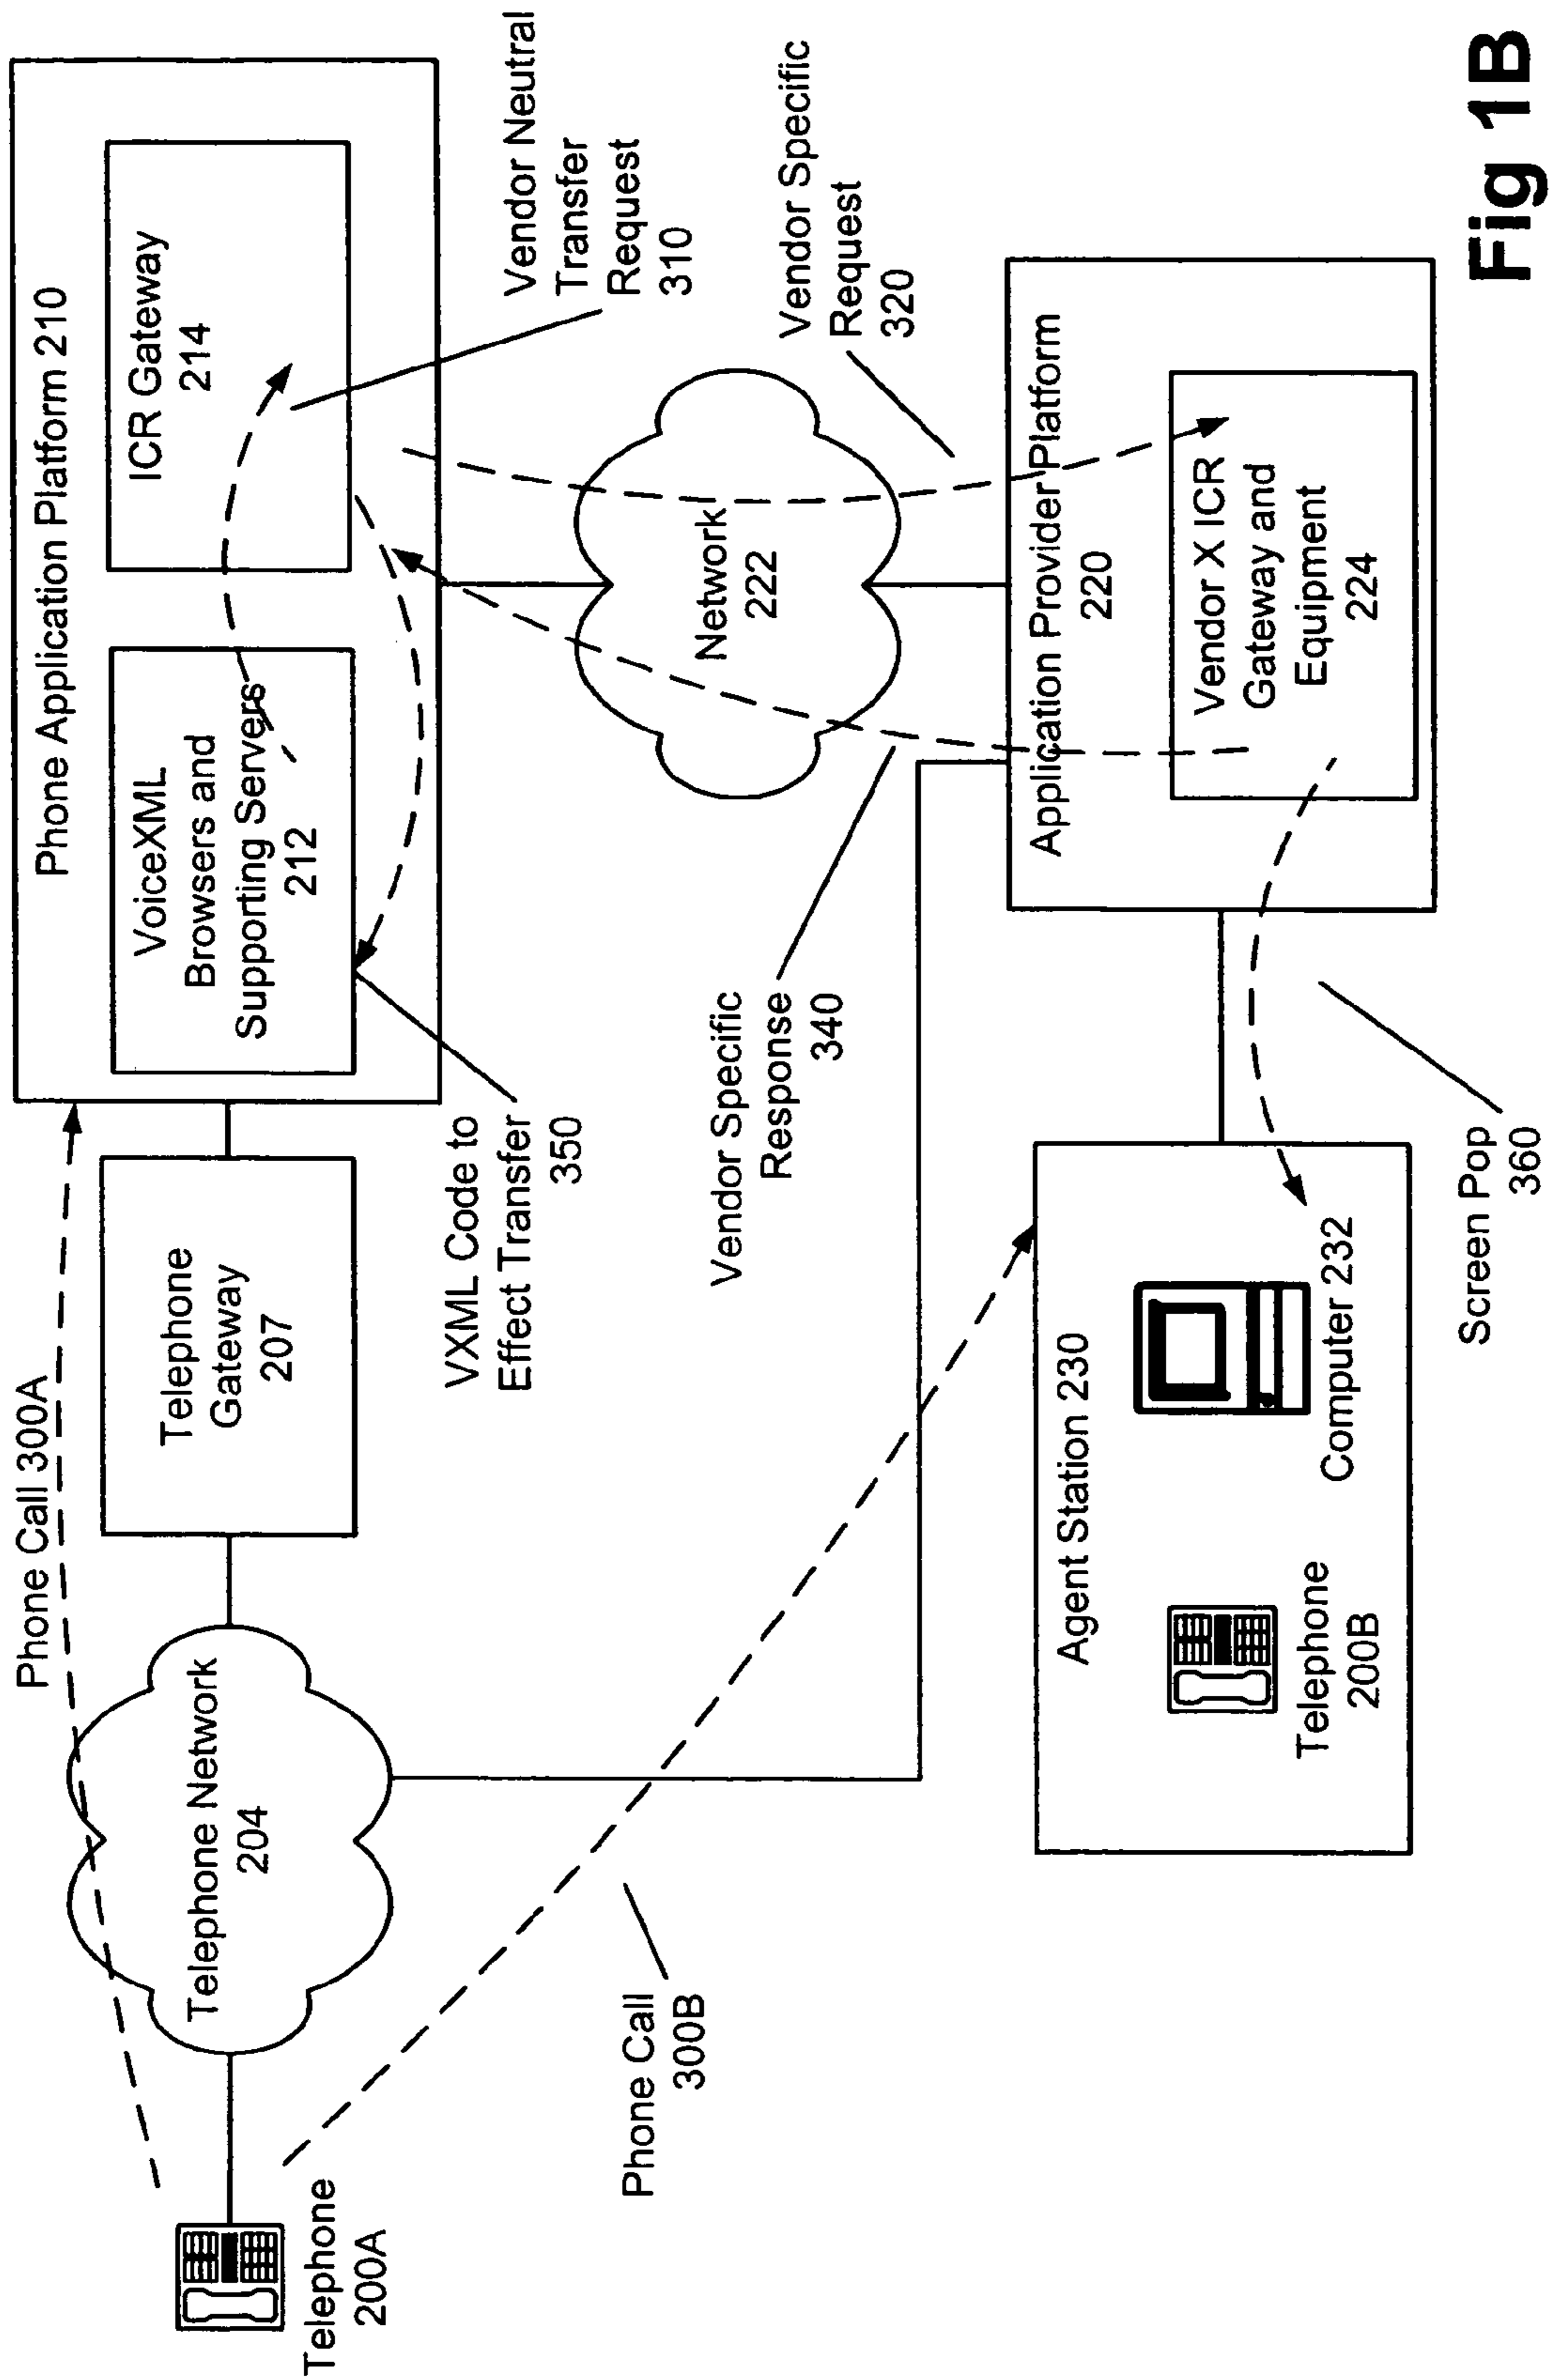 Phone Call 300A
Phone Application Platform 210
VoiceXML
Browsers and
Supporting Servers
212
ICR Gateway
214
Telephone
Gateway
207
Telephone Network
204
Telephone
200A
VXML Code to
Effect Transfer
350
Vendor Neutral
Transfer
Request
310
Phone Call
300B
Vendor Specific
Response
340
Network
222
Vendor Specific
Request
320
Agent Station 230
Telephone
200B
Computer 232
Application Provider Platform
220
Vendor X ICR
Gateway and
Equipment
224
Screen Pop
360
Fig 1B